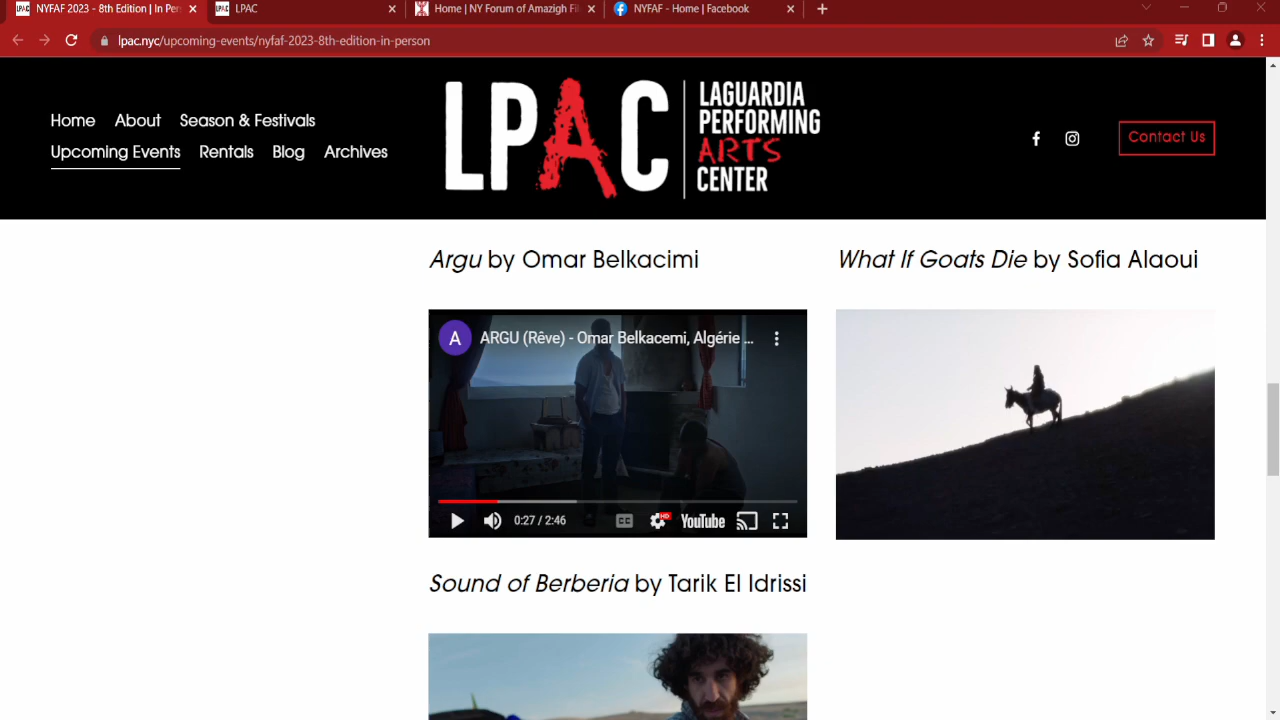 NYFAF 2023 - 8th Edition | In Per
LPAC
Home | NY Forum of Amazigh Fil
NYFAF - Home | Facebook
lpac.nyc/upcoming-events/nyfaf-2023-8th-edition-in-person
Home About Season & Festivals
Upcoming Events Rentals Blog Archives
LPAC
LAGUARDIA
PERFORMING
ARTS
CENTER
Contact Us
Argu by Omar Belkacimi
What If Goats Die by Sofia Alaoui
A
ARGU (Rêve) - Omar Belkacemi, Algérie ...
0:27 / 2:46
CC
HD
YouTube
Sound of Berberia by Tarik El Idrissi